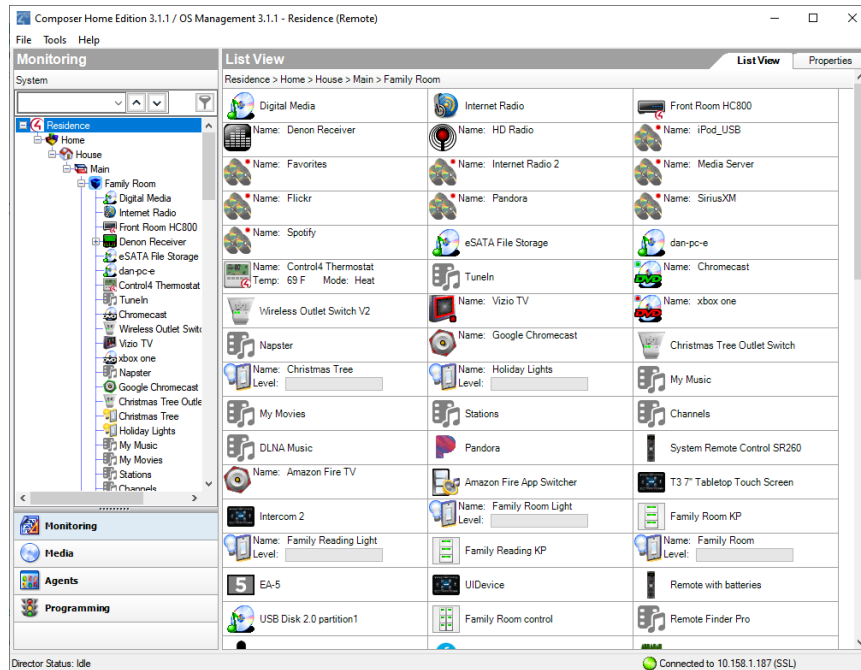 Composer Home Edition 3.1.1 / OS Management 3.1.1 - Residence (Remote)
File Tools Help
Monitoring
System
Residence
Home
House
Main
Family Room
Digital Media
Internet Radio
Front Room HC800
Denon Receiver
eSATA File Storage
dan-pc-e
Control4 Thermostat
TuneIn
Chromecast
Wireless Outlet Switc
Vizio TV
xbox one
Napster
Google Chromecast
Christmas Tree Outle
Christmas Tree
Holiday Lights
My Music
My Movies
Stations
Channels
Monitoring
Media
Agents
Programming
List View
List View Properties
Residence > Home > House > Main > Family Room
Digital Media Internet Radio Front Room HC800
Name: Denon Receiver Name: HD Radio Name: iPod_USB
Name: Favorites Name: Internet Radio 2 Name: Media Server
Name: Flickr Name: Pandora Name: SiriusXM
Name: Spotify eSATA File Storage dan-pc-e
Name: Control4 Thermostat TuneIn Name: Chromecast
Temp: 69 F Mode: Heat
Wireless Outlet Switch V2 Name: Vizio TV Name: xbox one
Napster Name: Google Chromecast Christmas Tree Outlet Switch
Name: Christmas Tree Name: Holiday Lights My Music
Level: Level:
My Movies Stations Channels
DLNA Music Pandora System Remote Control SR260
Name: Amazon Fire TV Amazon Fire App Switcher T3 7" Tabletop Touch Screen
Intercom 2 Name: Family Room Light Family Room KP
Level:
Name: Family Reading Light Family Reading KP Name: Family Room
Level: Level:
5 EA-5 UIDevice Remote with batteries
USB Disk 2.0 partition1 Family Room control Remote Finder Pro
Director Status: Idle Connected to 10.158.1.187 (SSL)